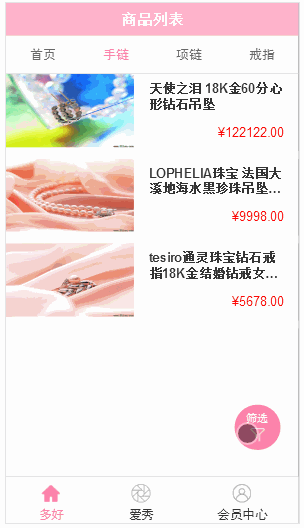 商品列表
首页 手链 项链 戒指
天使之泪 18K金60分心
形钻石吊坠
¥122122.00
LOPHELIA珠宝 法国大
溪地海水黑珍珠吊坠...
¥9998.00
tesiro通灵珠宝钻石戒
指18K金结婚钻戒女...
¥5678.00
筛选
多好 爱秀 会员中心